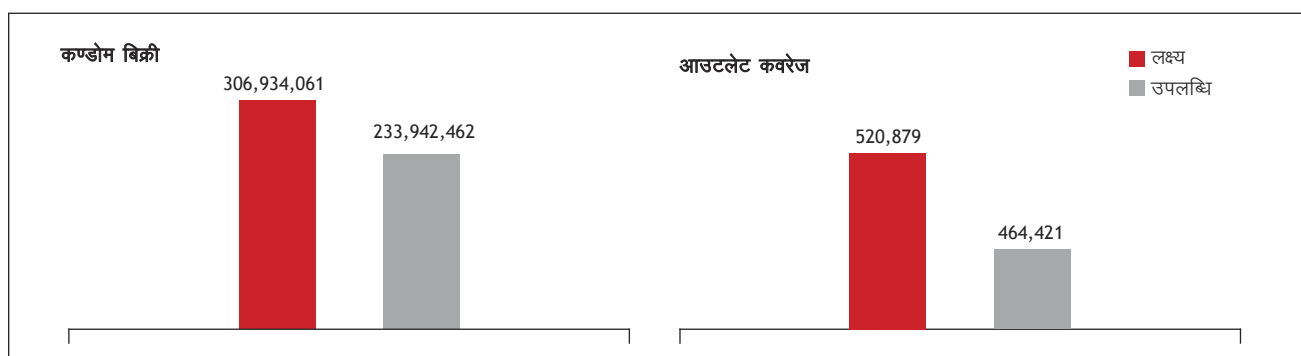 कण्डोम बिक्री
306,934,061
233,942,462
आउटलेट कवरेज
520,879
464,421
लक्ष्य
उपलब्धि